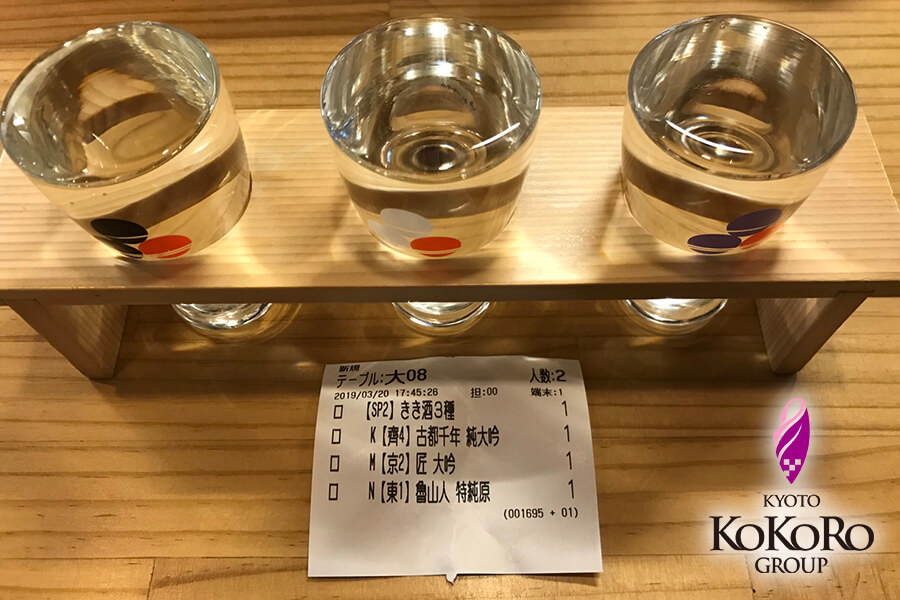 新規
テーブル:大08 人数:2
2019/03/20 17:45:26 担:00 端末:1
□ 【SP2】きき酒3種 1
□ K【齊4】古都千年 純大吟 1
□ M【京2】匠 大吟 1
□ N【東1】魯山人 特純原 1
(001695 + 01)
KYOTO
KOKORO
GROUP